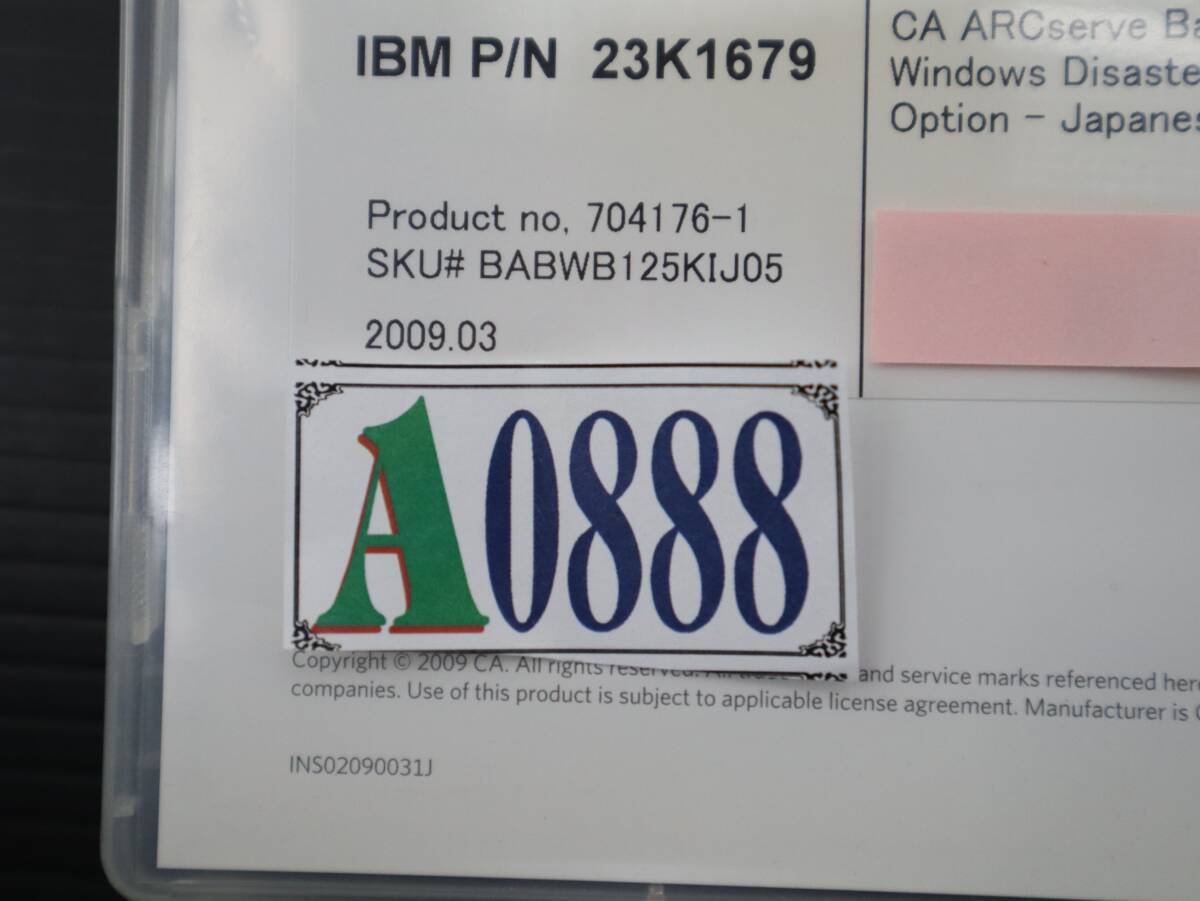 IBM P/N 23K1679
CA ARCserve
Windows
Option - 
Product no. 704176-1
SKU# BABWB125KIJ05
2009.03
A0888
Copyright © 2009 CA. All rights reserved. and service marks referenced
companies. Use of this product is subject to applicable license agreement. Manufacturer is
INS02090031J